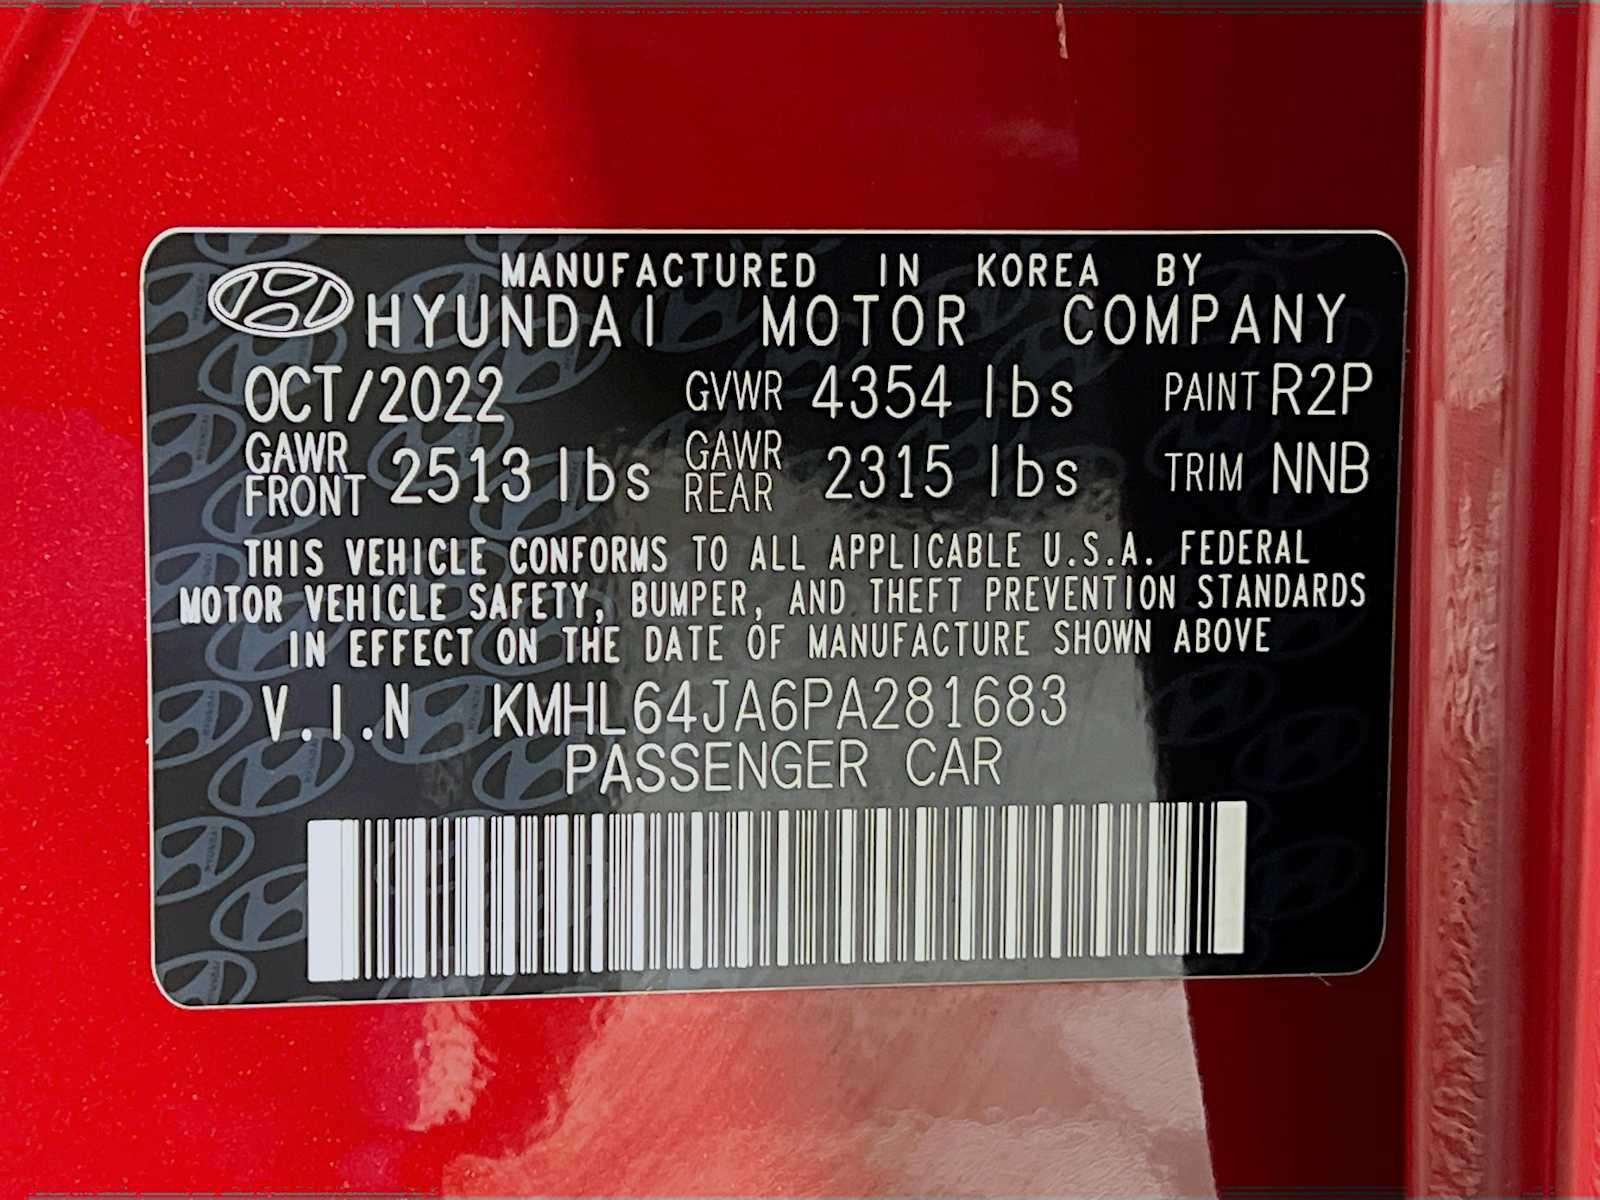 MANUFACTURED IN KOREA BY
HYUNDAI MOTOR COMPANY
OCT/2022 GVWR 4354 lbs PAINT R2P
GAWR FRONT 2513 lbs GAWR REAR 2315 lbs TRIM NNB
THIS VEHICLE CONFORMS TO ALL APPLICABLE U.S.A. FEDERAL
MOTOR VEHICLE SAFETY, BUMPER, AND THEFT PREVENTION STANDARDS
IN EFFECT ON THE DATE OF MANUFACTURE SHOWN ABOVE
V.I.N KMHL64JA6PA281683
PASSENGER CAR